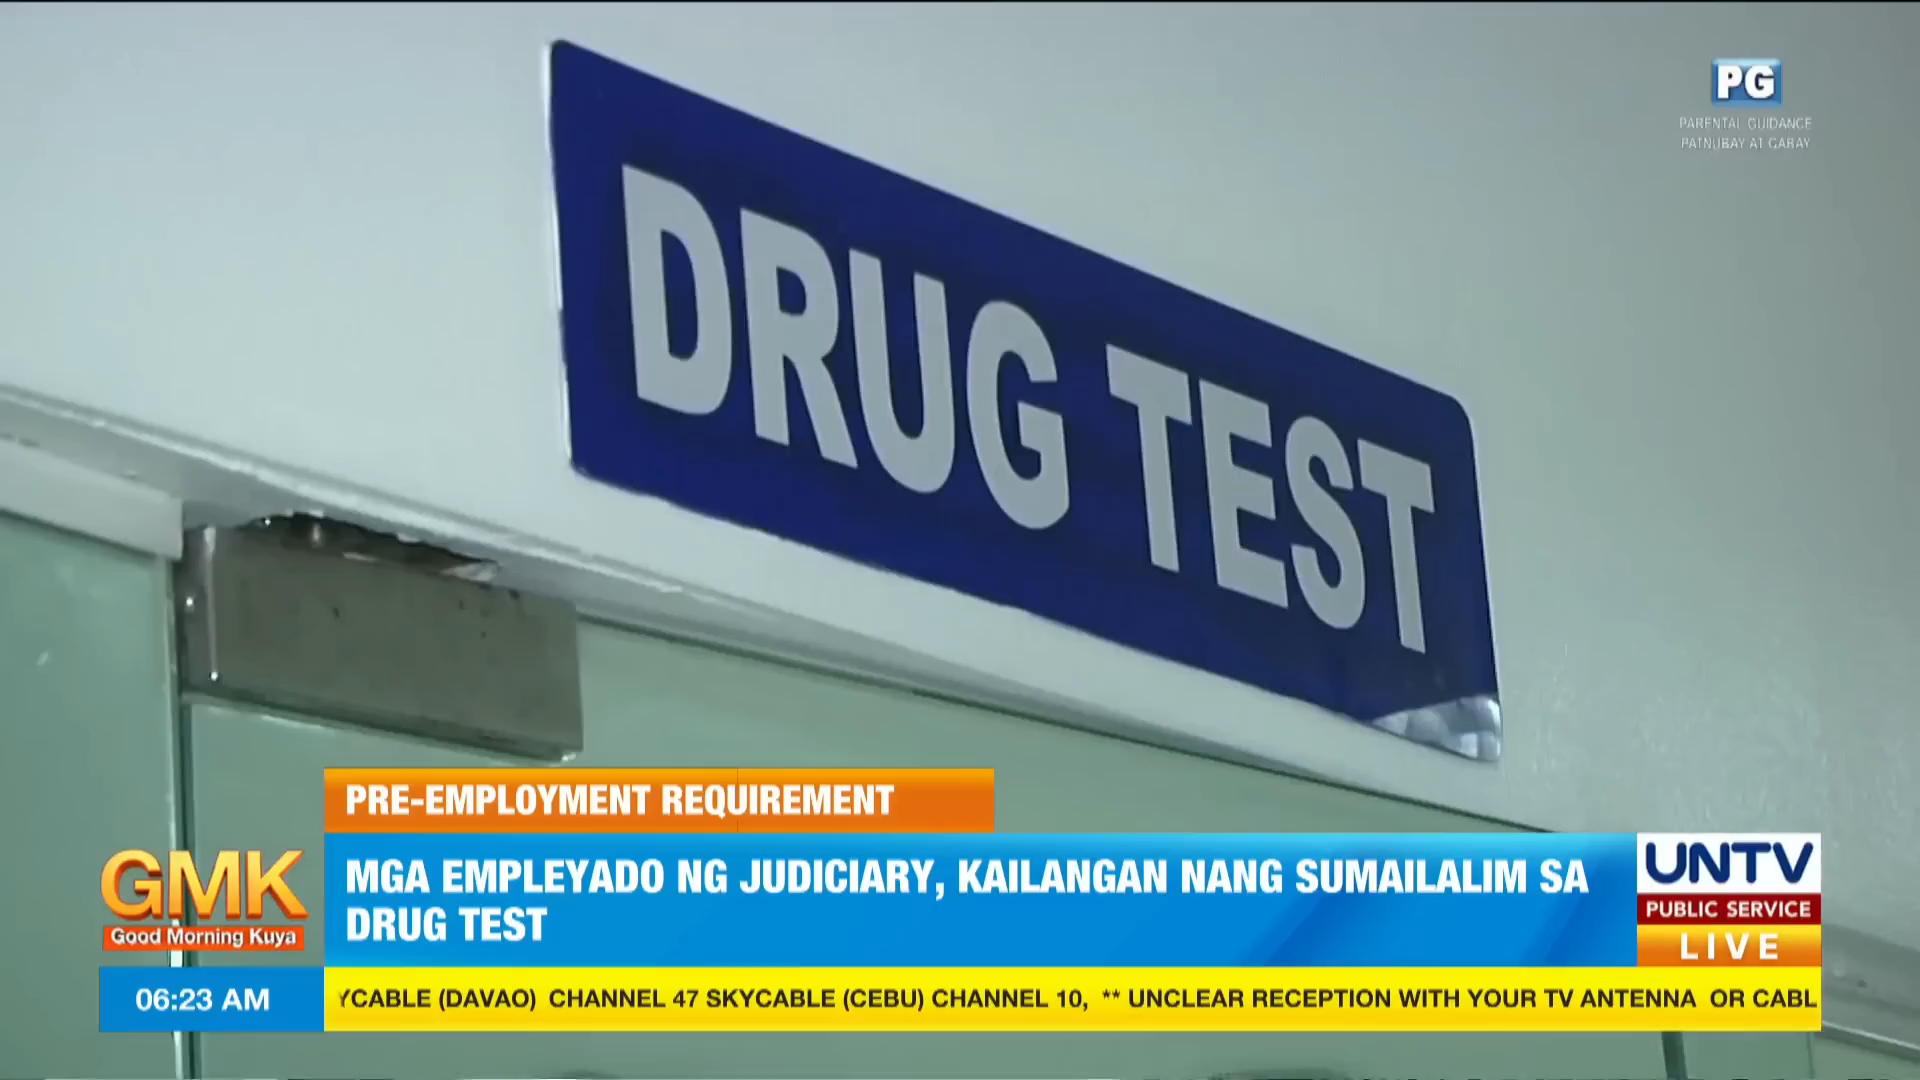 PG
PARENTAL GUIDANCE
PATNUBAY AT GABAY
DRUG TEST
PRE-EMPLOYMENT REQUIREMENT
MGA EMPLEYADO NG JUDICIARY, KAILANGAN NANG SUMAILALIM SA
DRUG TEST
GMK
Good Morning Kuya
UNTV
PUBLIC SERVICE
LIVE
06:23 AM
YCABLE (DAVAO) CHANNEL 47 SKYCABLE (CEBU) CHANNEL 10, ** UNCLEAR RECEPTION WITH YOUR TV ANTENNA OR CABL